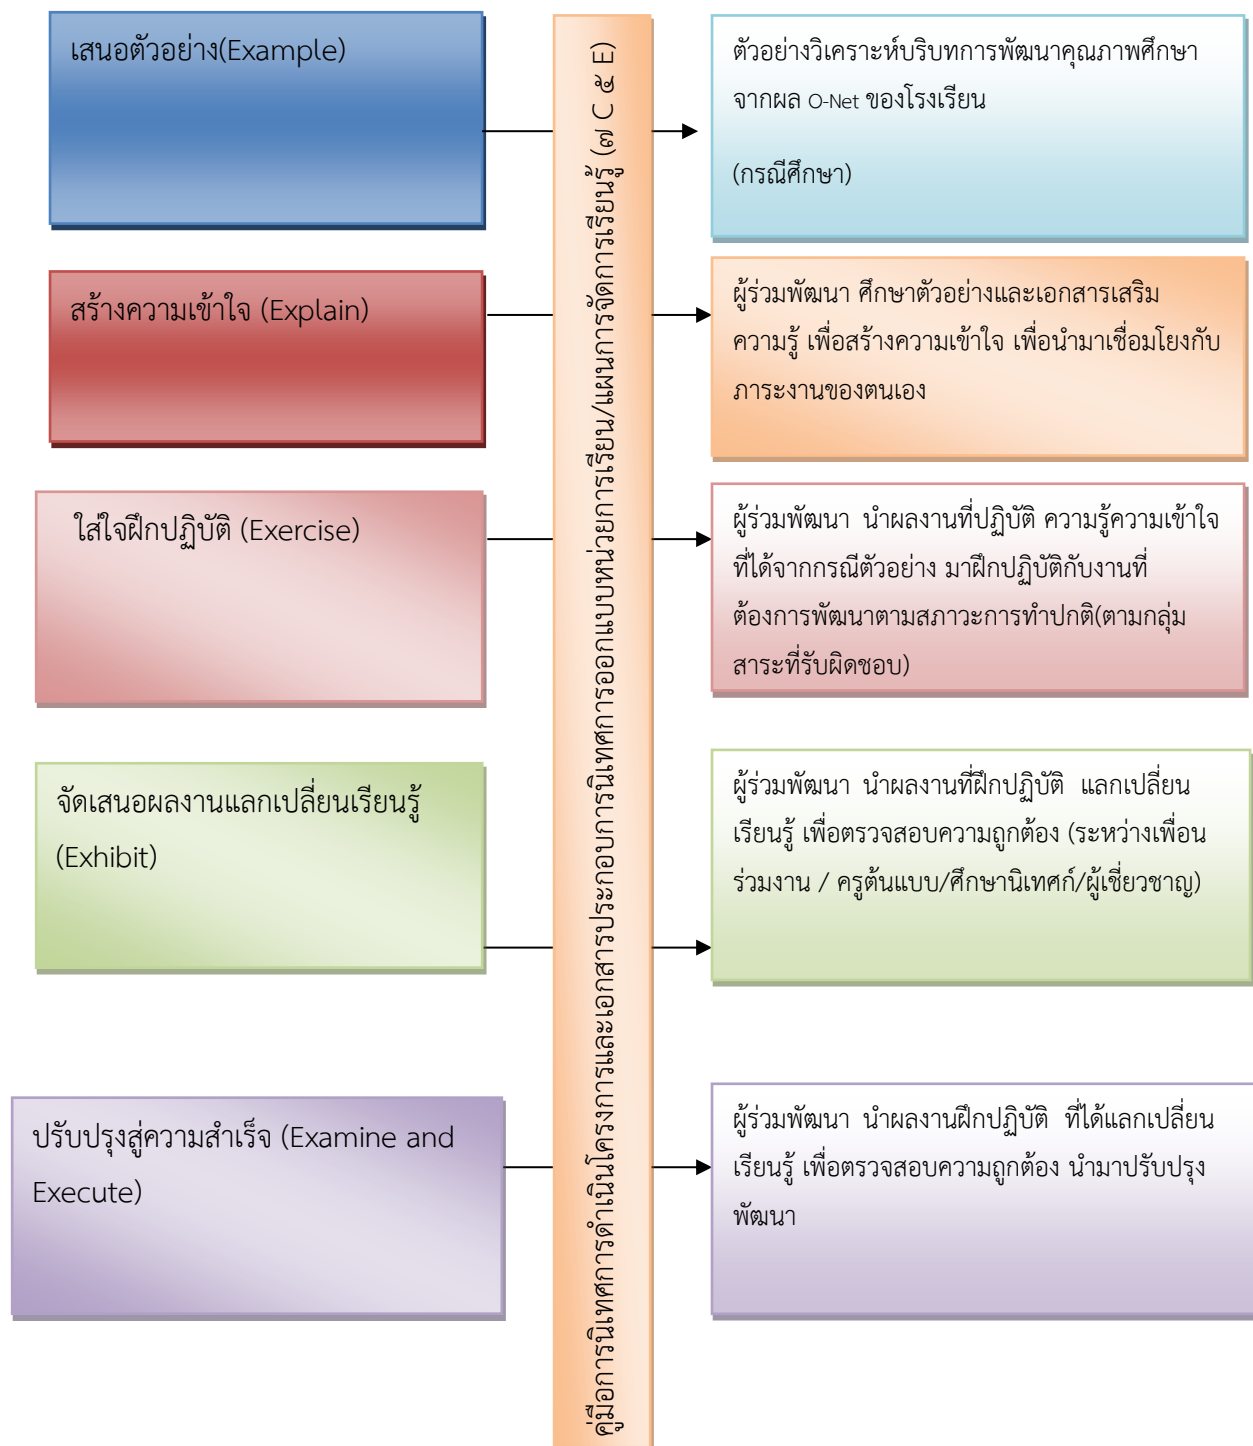 เสนอตัวอย่าง(Example)
ตัวอย่างวิเคราะห์บริบทการพัฒนาคุณภาพศึกษา
จากผล O-Net ของโรงเรียน
(กรณีศึกษา)
สร้างความเข้าใจ (Explain)
ผู้ร่วมพัฒนา ศึกษาตัวอย่างและเอกสารเสริม
ความรู้ เพื่อสร้างความเข้าใจ เพื่อนำมาเชื่อมโยงกับ
ภาระงานของตนเอง
ใส่ใจฝึกปฏิบัติ (Exercise)
ผู้ร่วมพัฒนา นำผลงานที่ปฏิบัติ ความรู้ความเข้าใจ
ที่ได้จากกรณีตัวอย่าง มาฝึกปฏิบัติกับงานที่
ต้องการพัฒนาตามสภาวะการทำปกติ(ตามกลุ่ม
สาระที่รับผิดชอบ)
จัดเสนอผลงานแลกเปลี่ยนเรียนรู้
(Exhibit)
ผู้ร่วมพัฒนา นำผลงานที่ฝึกปฏิบัติ แลกเปลี่ยน
เรียนรู้ เพื่อตรวจสอบความถูกต้อง (ระหว่างเพื่อน
ร่วมงาน / ครูต้นแบบ/ศึกษานิเทศก์/ผู้เชี่ยวชาญ)
ปรับปรุงสู่ความสำเร็จ (Examine and
Execute)
ผู้ร่วมพัฒนา นำผลงานฝึกปฏิบัติ ที่ได้แลกเปลี่ยน
เรียนรู้ เพื่อตรวจสอบความถูกต้อง นำมาปรับปรุง
พัฒนา
คู่มือการนิเทศการดำเนินโครงการและเอกสารประกอบการนิเทศการออกแบบหน่วยการเรียน/แผนการจัดการเรียนรู้ (๗ C ๕ E)